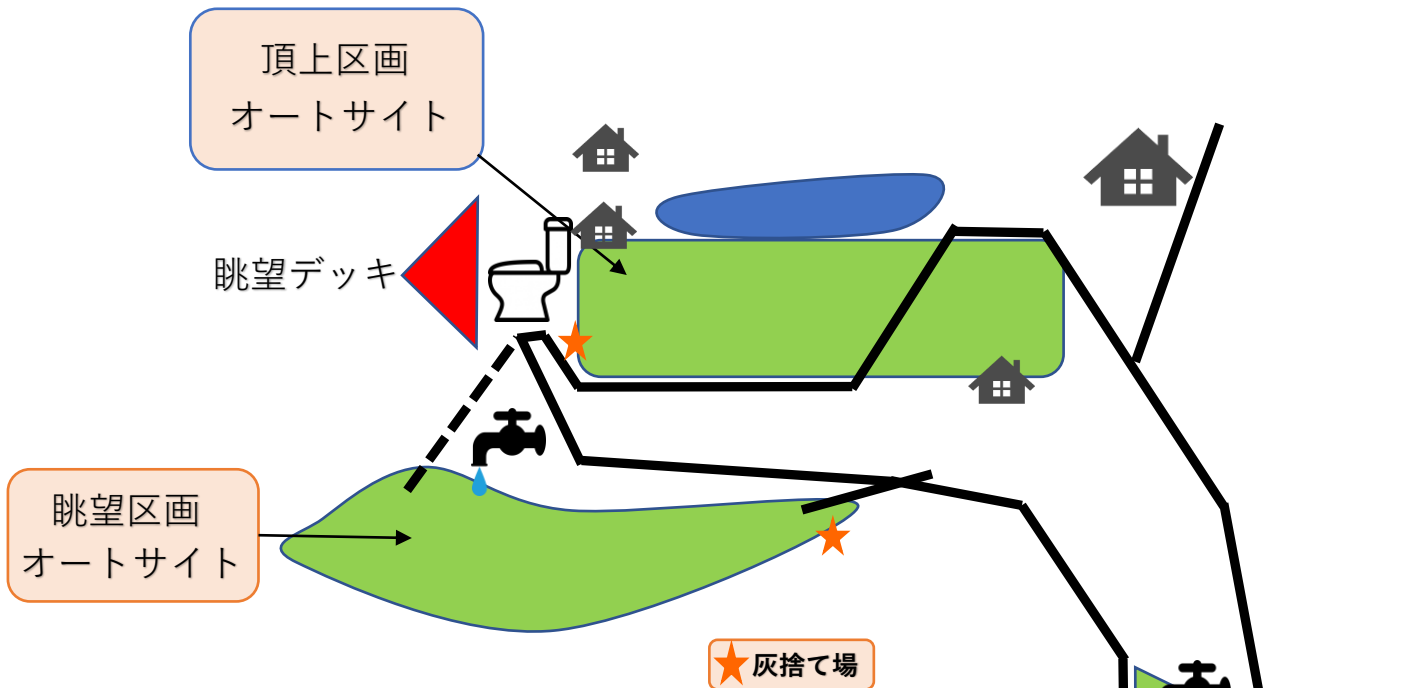 頂上区画
オートサイト
眺望デッキ
眺望区画
オートサイト
灰捨て場